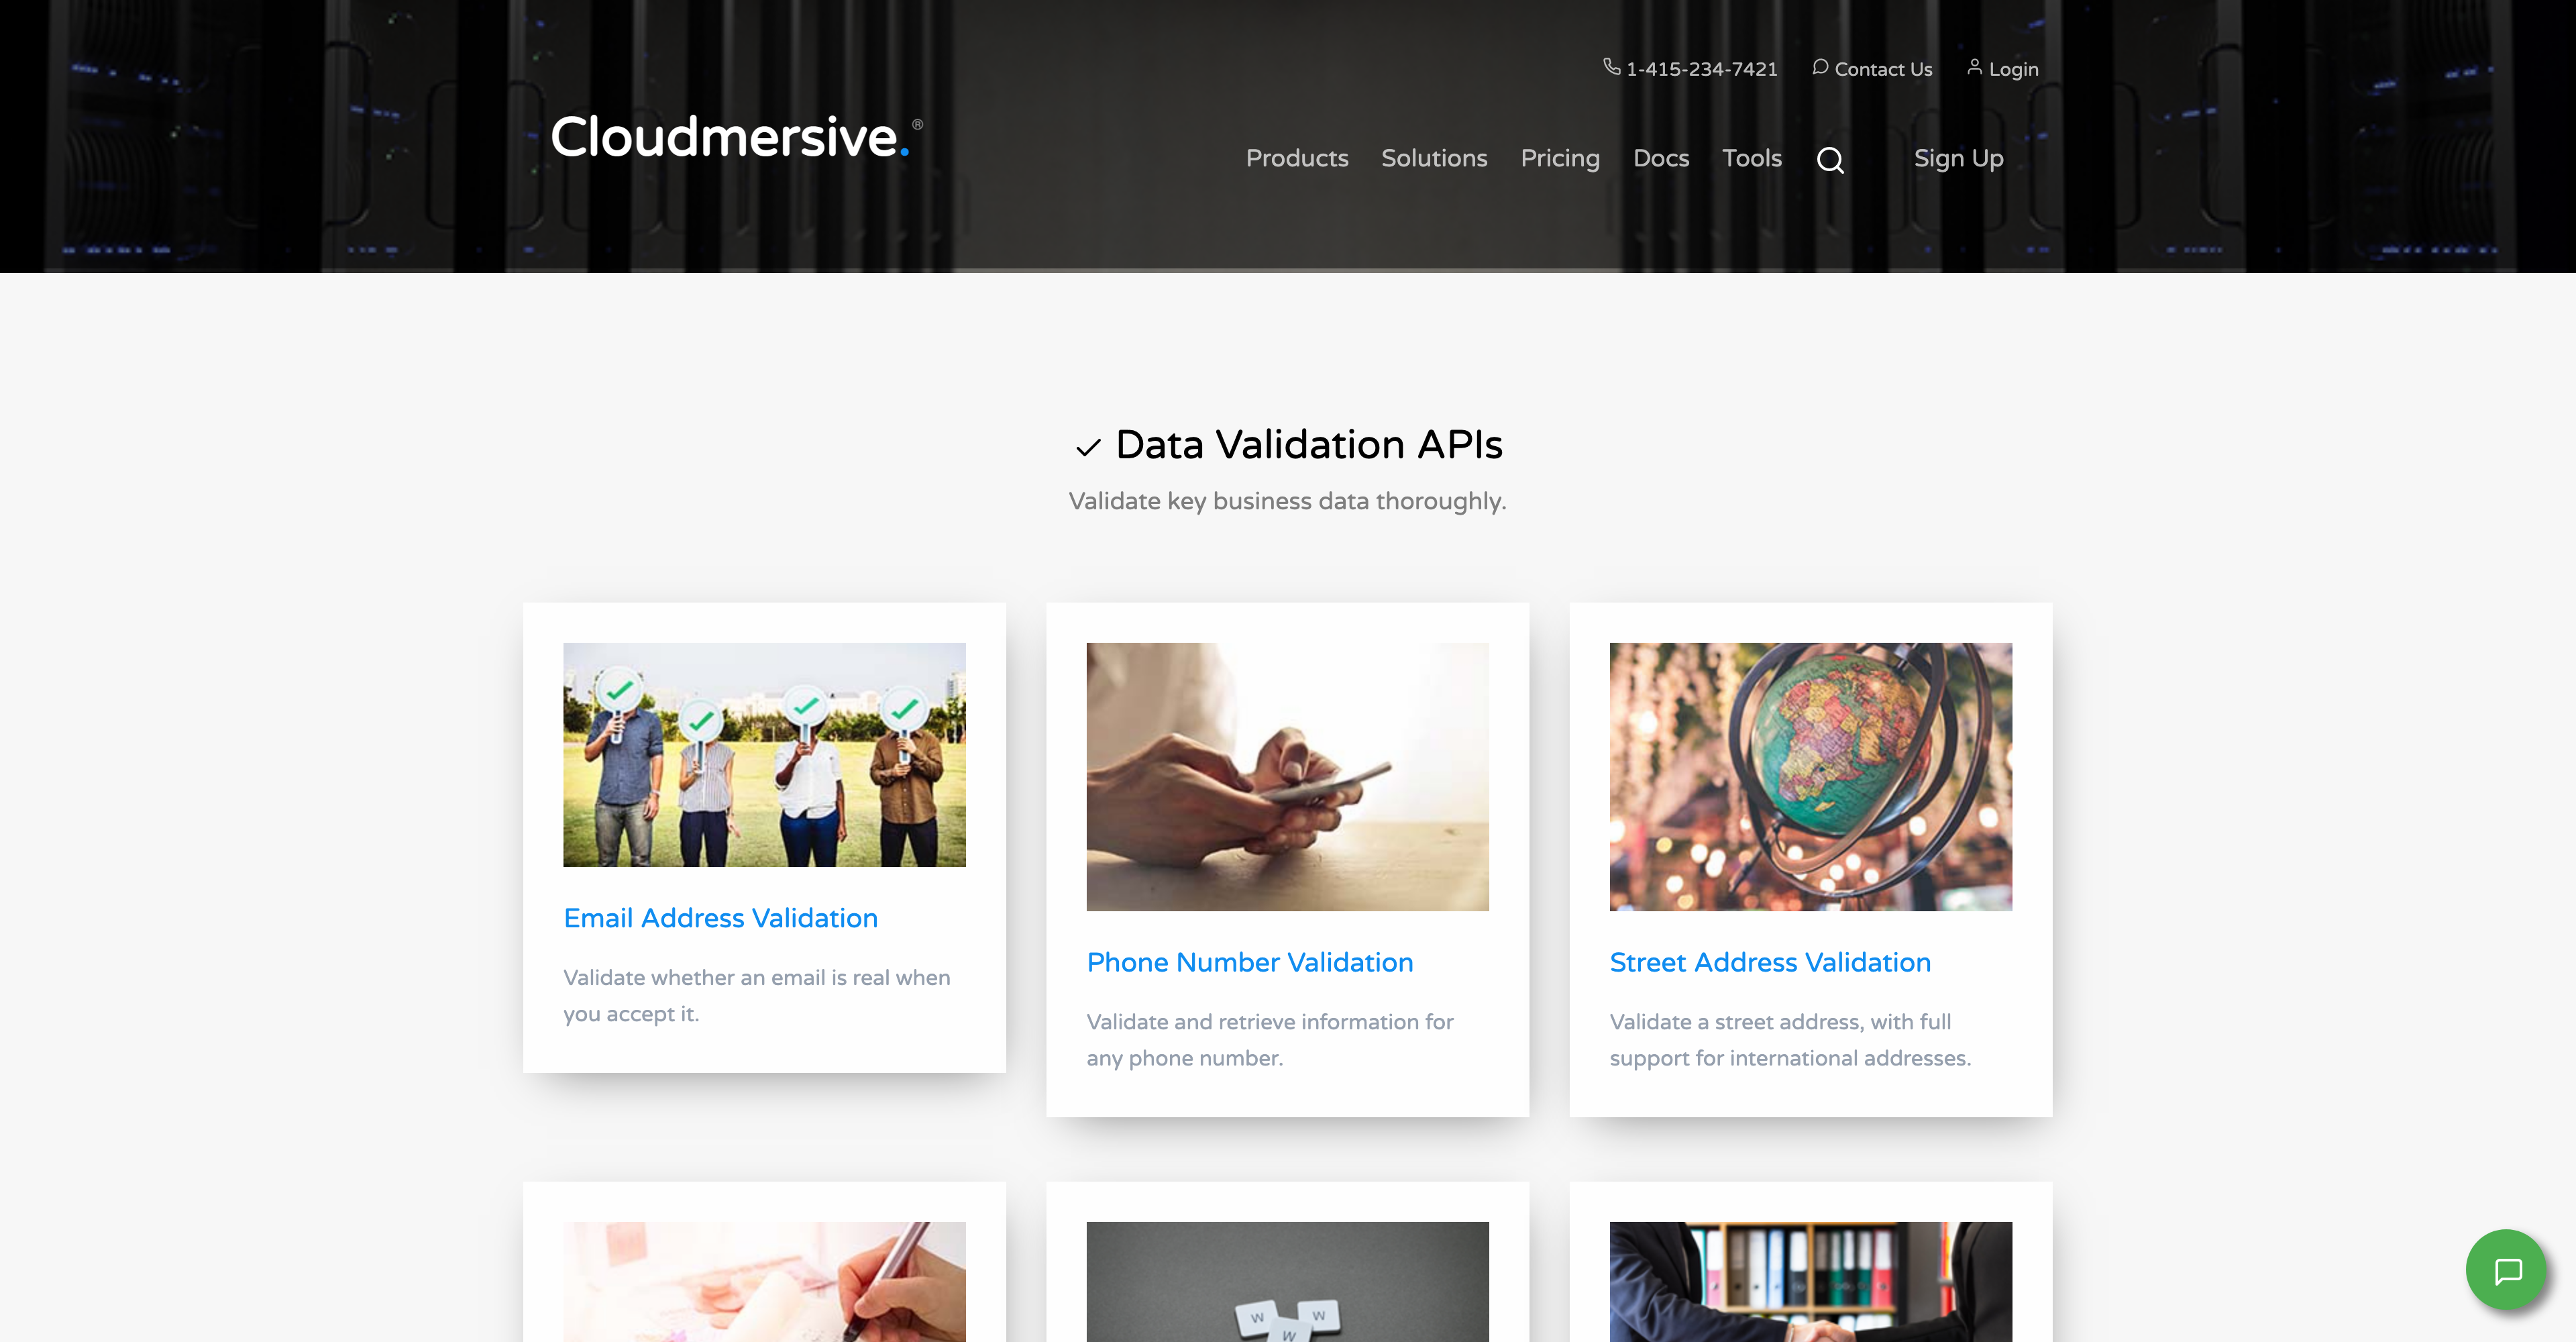 1-415-234-7421 Contact Us Login
Cloudmersive.®
Products Solutions Pricing Docs Tools Sign Up
Data Validation APIs
Validate key business data thoroughly.
Email Address Validation
Validate whether an email is real when
you accept it.
Phone Number Validation
Validate and retrieve information for
any phone number.
Street Address Validation
Validate a street address, with full
support for international addresses.
W W
W